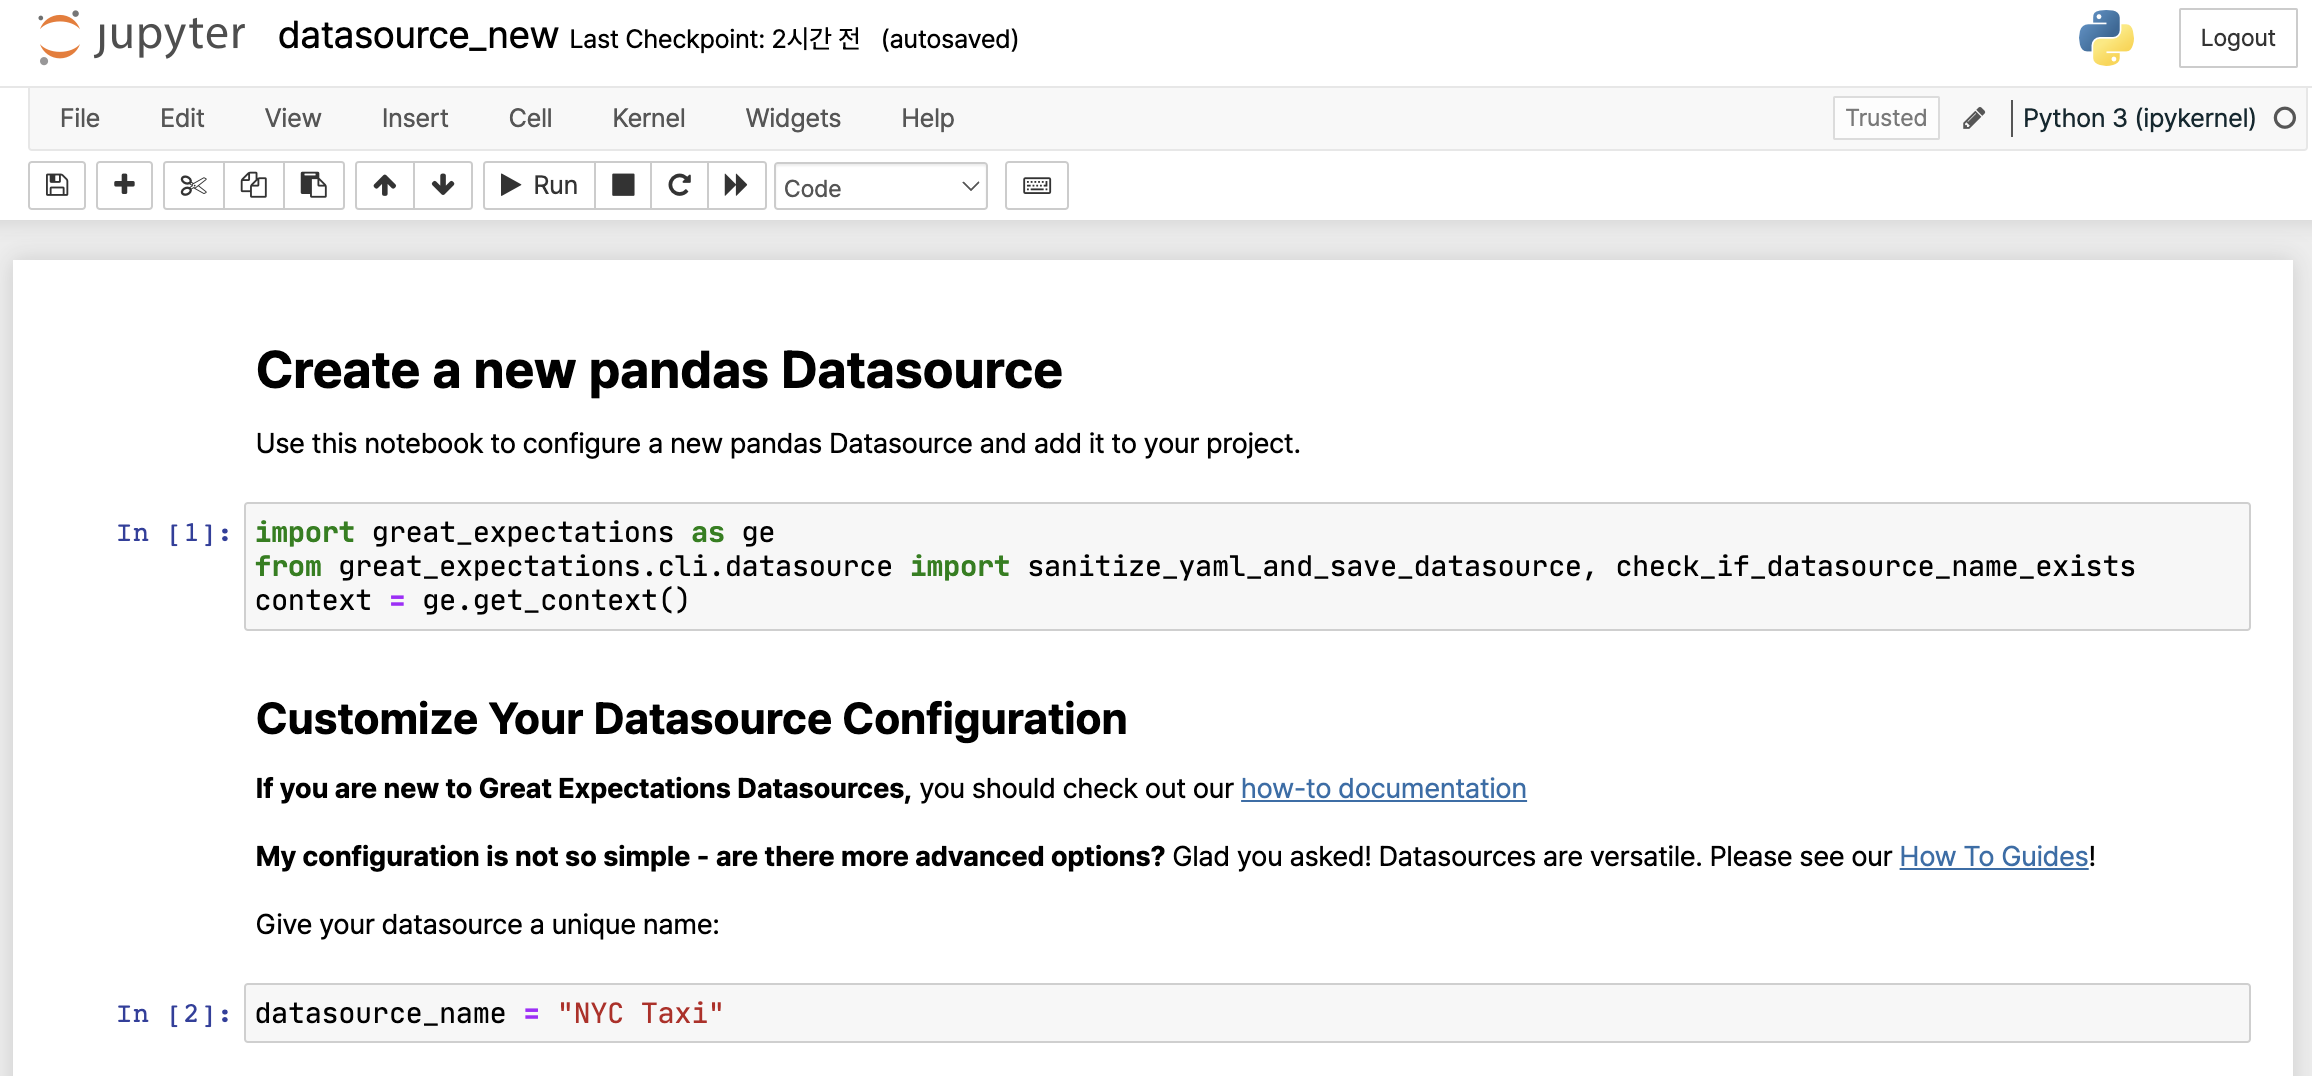 jupyter datasource_new Last Checkpoint: 2시간 전 (autosaved) Logout
File Edit View Insert Cell Kernel Widgets Help Trusted Python 3 (ipykernel)
Run Code
Create a new pandas Datasource
Use this notebook to configure a new pandas Datasource and add it to your project.
In [1]: import great_expectations as ge
from great_expectations.cli.datasource import sanitize_yaml_and_save_datasource, check_if_datasource_name_exists
context = ge.get_context()
Customize Your Datasource Configuration
If you are new to Great Expectations Datasources, you should check out our how-to documentation
My configuration is not so simple - are there more advanced options? Glad you asked! Datasources are versatile. Please see our How To Guides!
Give your datasource a unique name:
In [2]: datasource_name = "NYC Taxi"